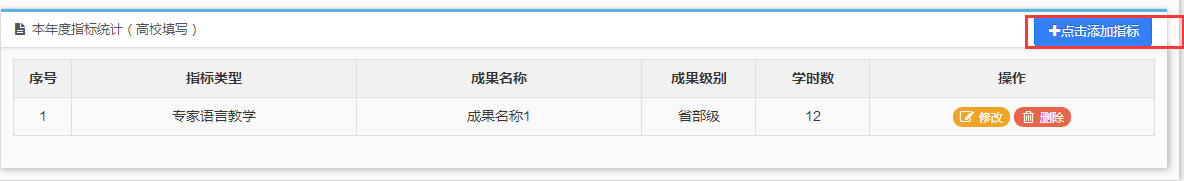 本年度指标统计（高校填写）
+点击添加指标
序号 指标类型 成果名称 成果级别 学时数 操作
1 专家语言教学 成果名称1 省部级 12 修改 删除